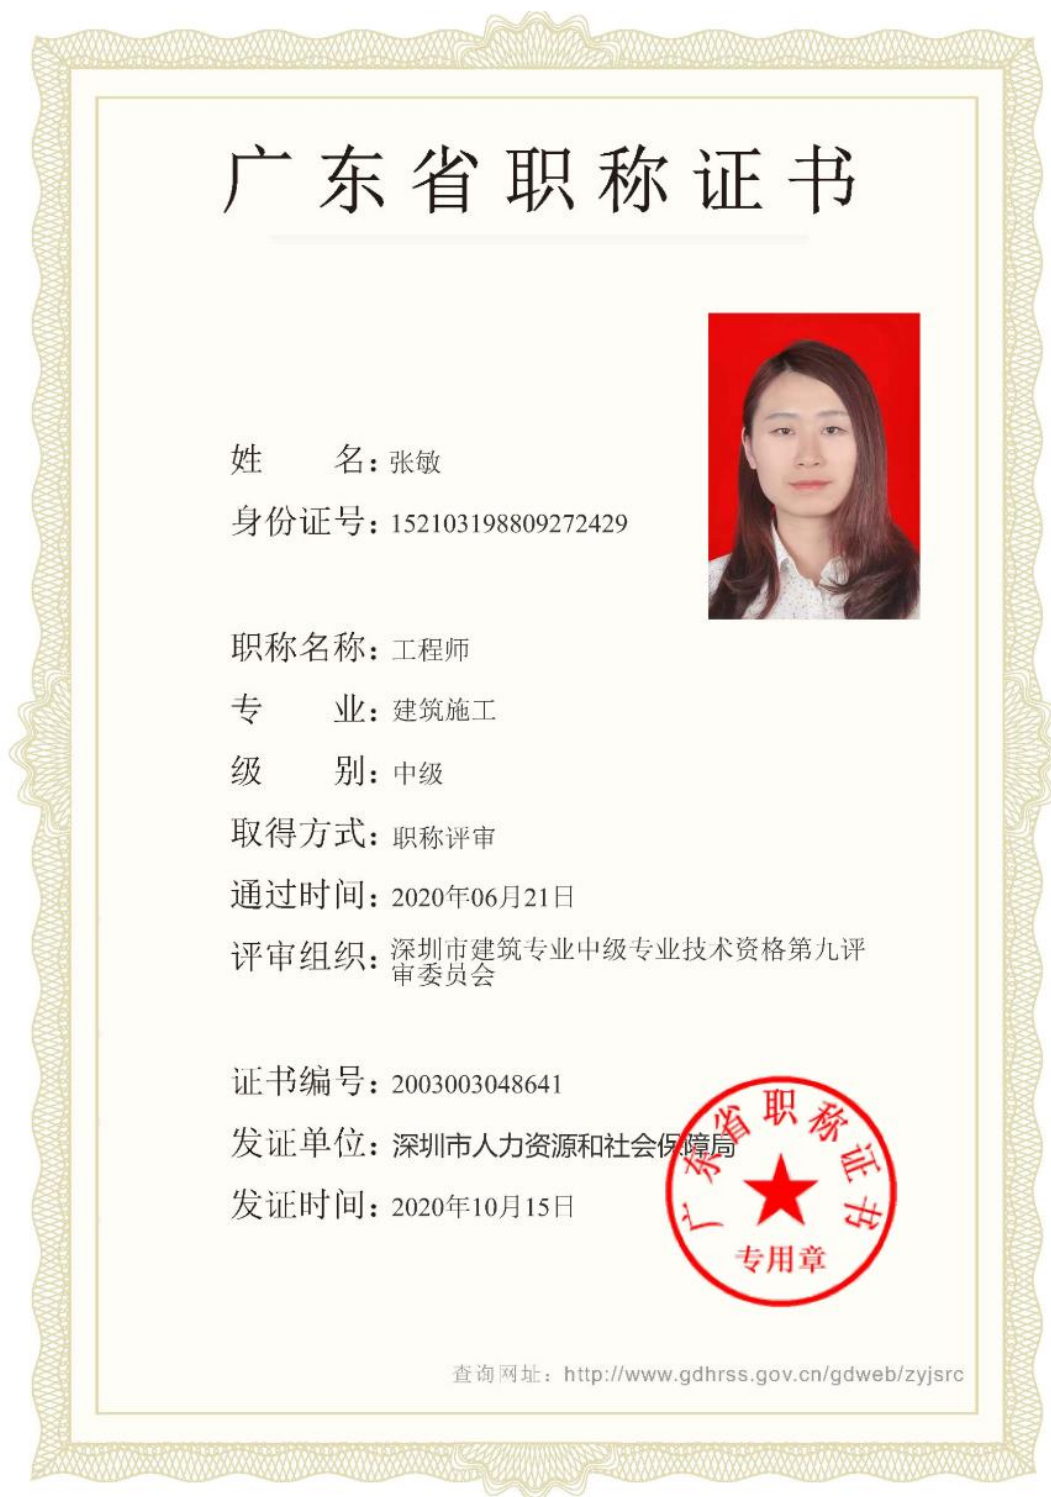 广东省职称证书
姓名：张敏
身份证号：152103198809272429
职称名称：工程师
专业：建筑施工
级别：中级
取得方式：职称评审
通过时间：2020年06月21日
评审组织：深圳市建筑专业中级专业技术资格第九评
审委员会
证书编号：2003003048641
发证单位：深圳市人力资源和社会保障局
发证时间：2020年10月15日
广东省职称证书
专用章
查询网址：http://www.gdhrss.gov.cn/gdweb/zyjsrc